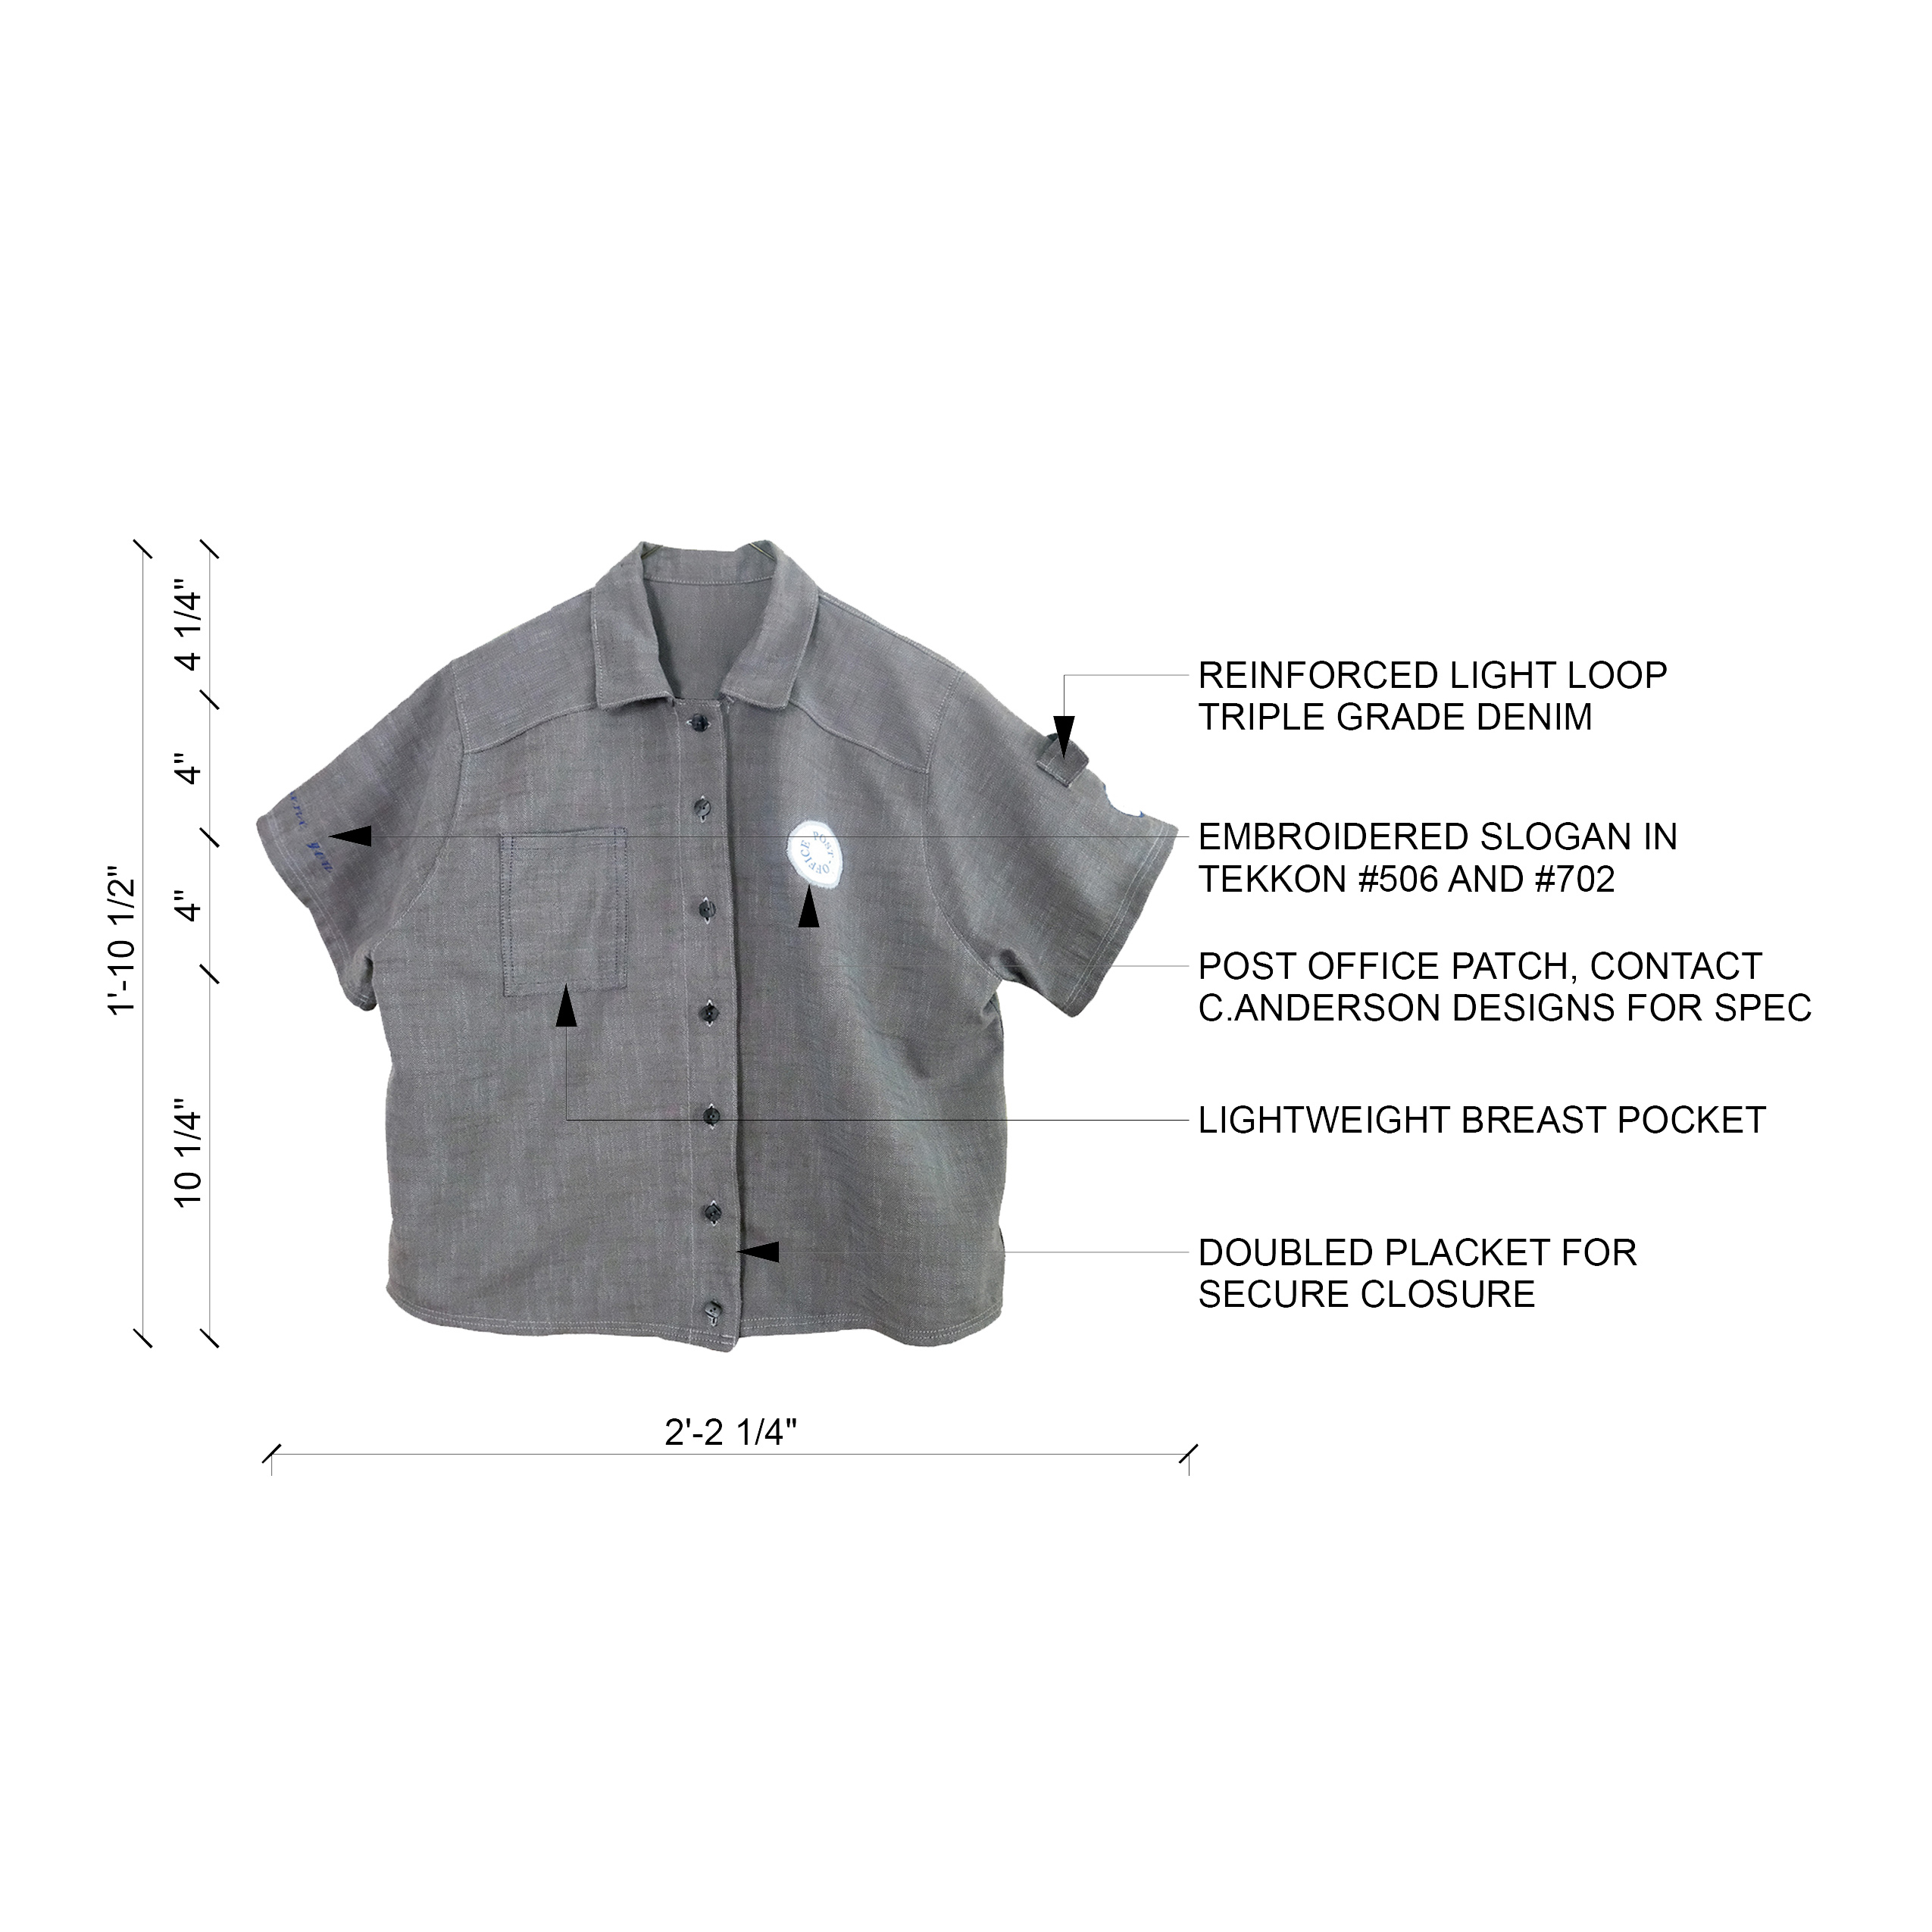 4 1/4"
4"
4"
10 1/4"
1'-10 1/2"
2'-2 1/4"
REINFORCED LIGHT LOOP
TRIPLE GRADE DENIM
EMBROIDERED SLOGAN IN
TEKKON #506 AND #702
POST OFFICE PATCH, CONTACT
C.ANDERSON DESIGNS FOR SPEC
LIGHTWEIGHT BREAST POCKET
DOUBLED PLACKET FOR
SECURE CLOSURE
POST · OFFICE
you